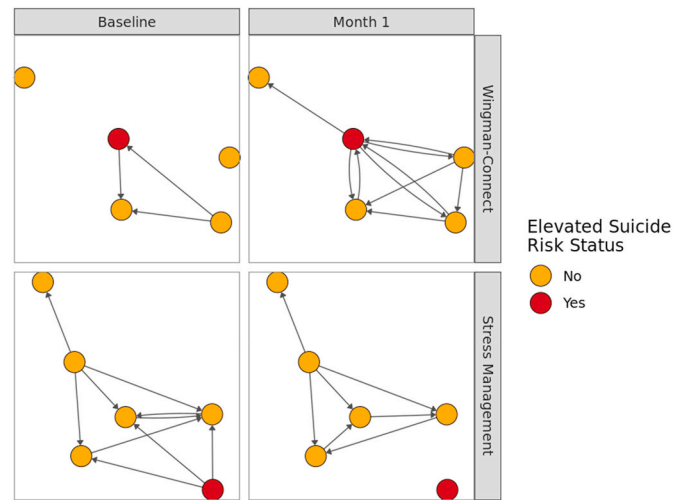 Baseline
Month 1
Wingman-Connect
Stress Management
Elevated Suicide
Risk Status
No
Yes